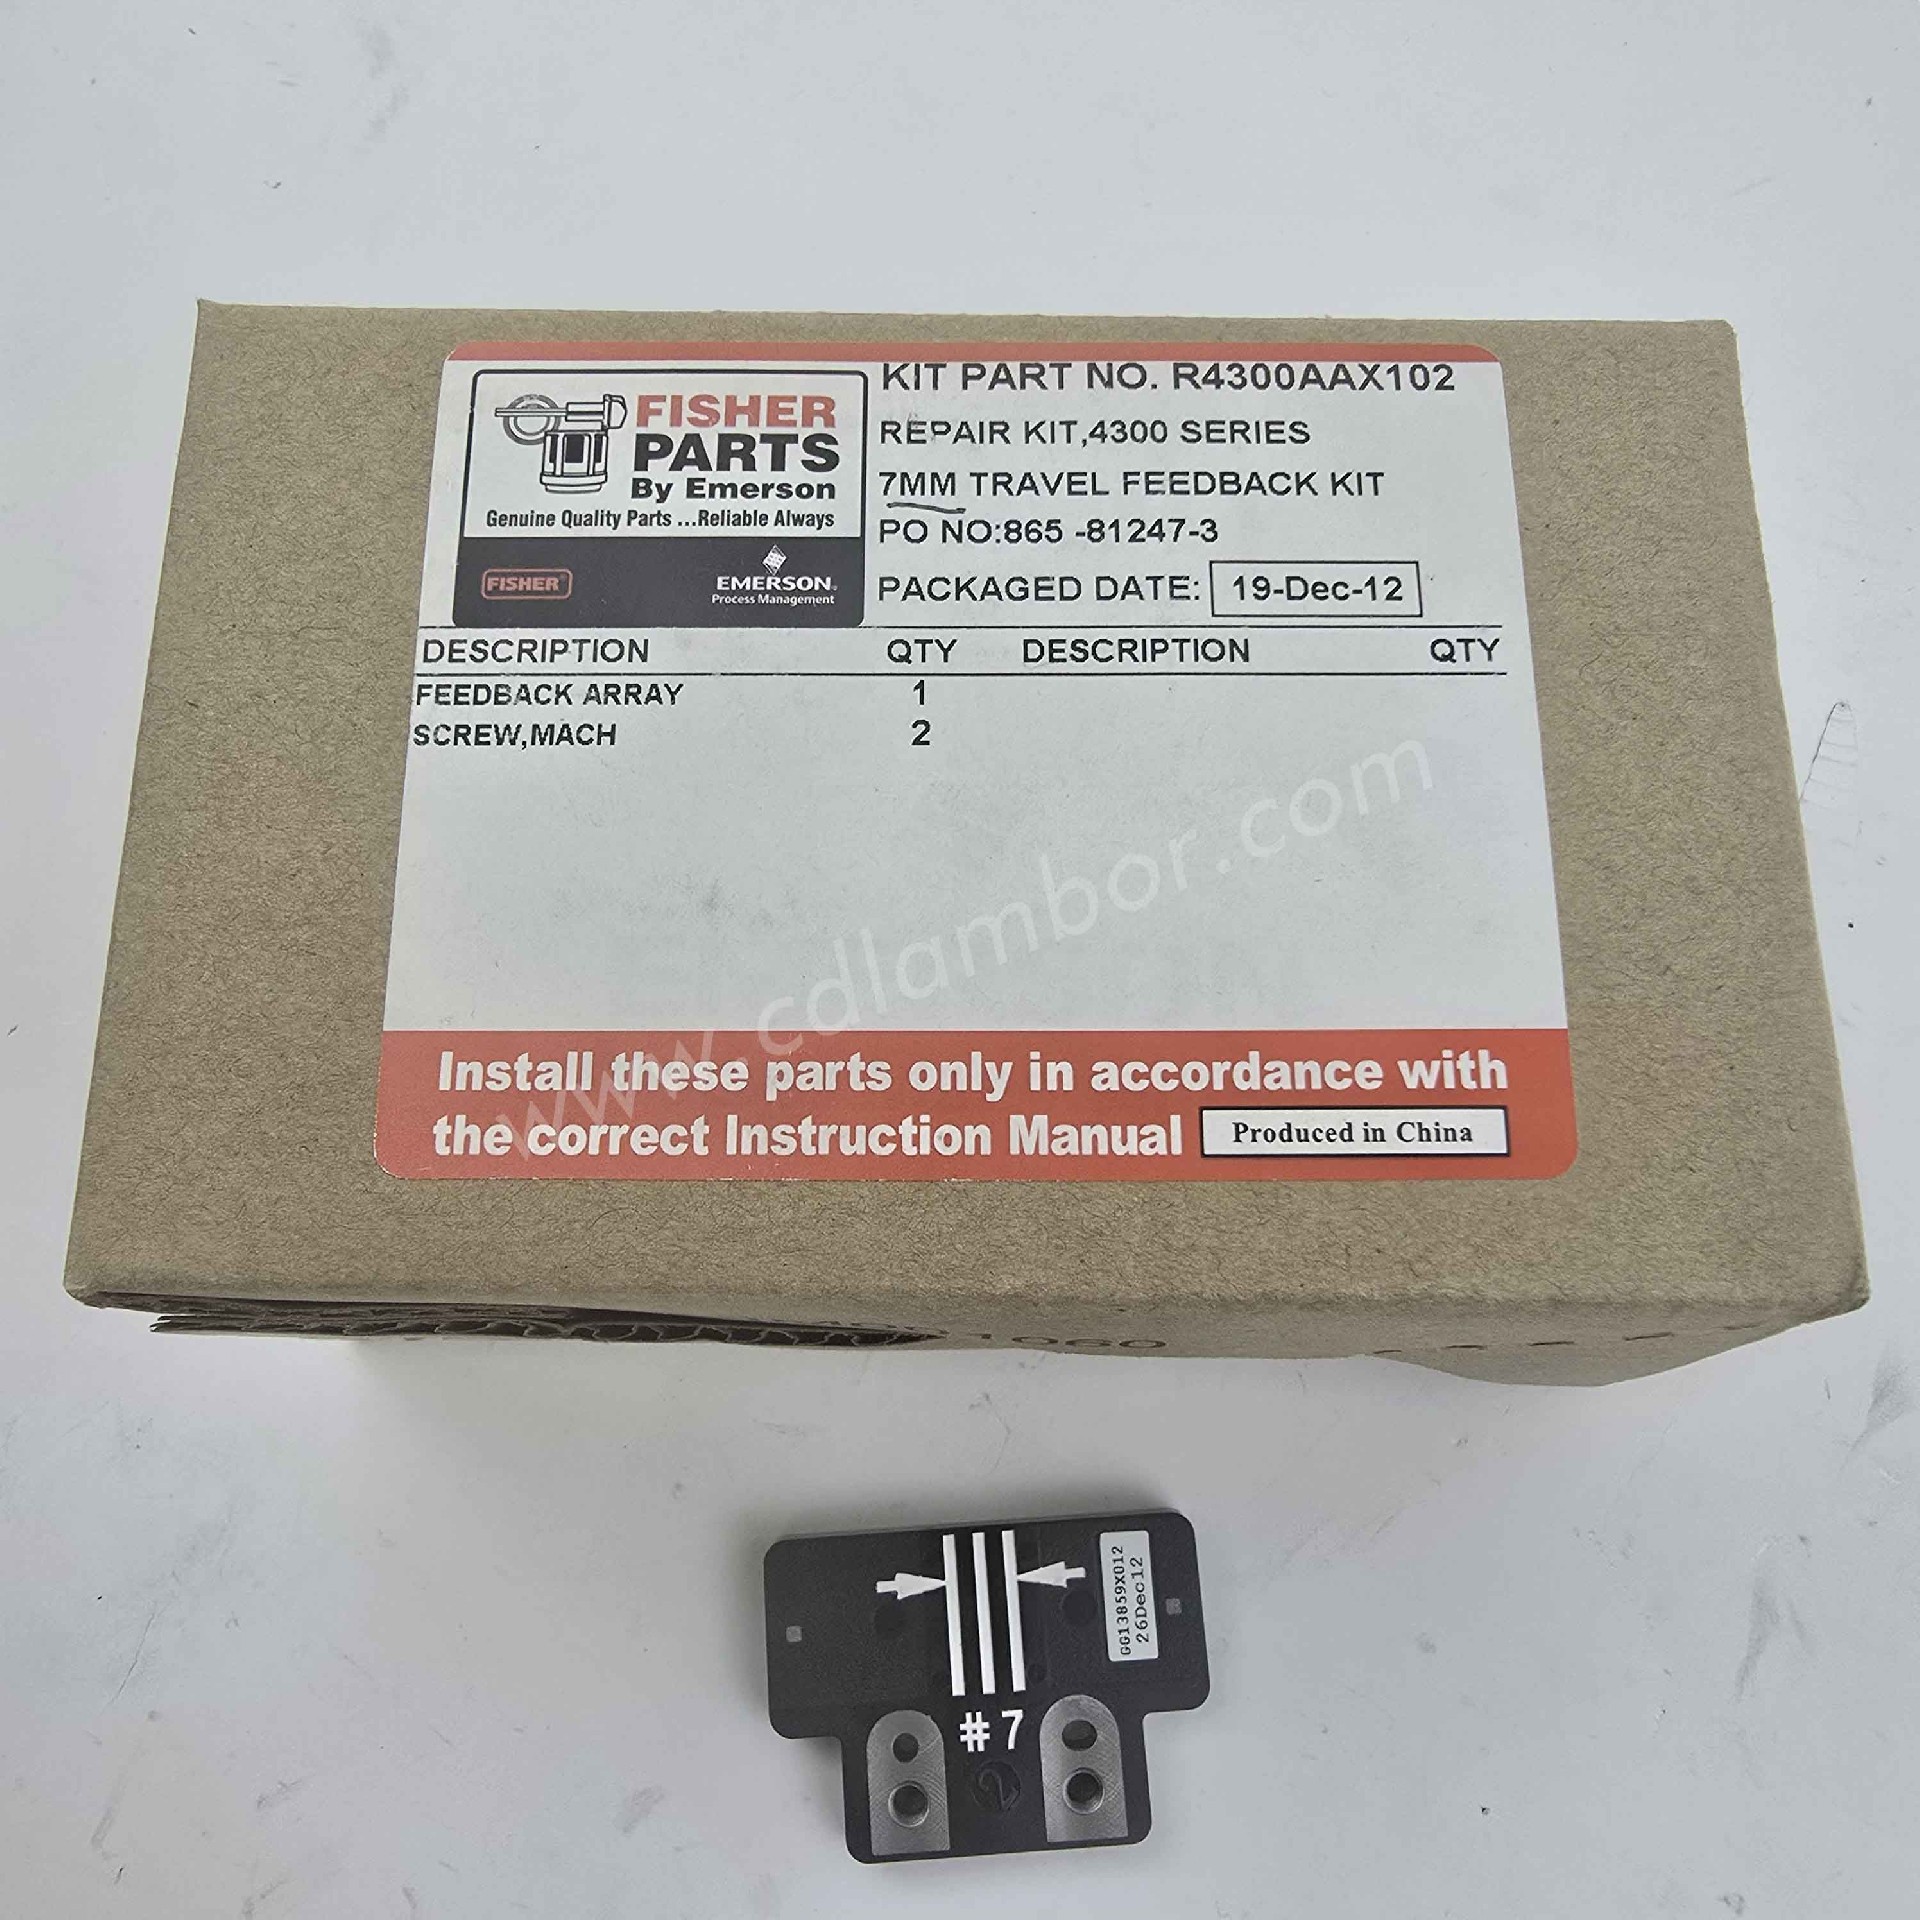 FISHER
PARTS
By Emerson
Genuine Quality Parts ...Reliable Always
FISHER®
EMERSON
Process Management
KIT PART NO. R4300AAX102
REPAIR KIT,4300 SERIES
7MM TRAVEL FEEDBACK KIT
PO NO:865 -81247-3
PACKAGED DATE: 19-Dec-12
DESCRIPTION QTY DESCRIPTION QTY
FEEDBACK ARRAY 1
SCREW,MACH 2
www.cdlambor.com
Install these parts only in accordance with
the correct Instruction Manual Produced in China
GG13859X012
26Dec12
#7